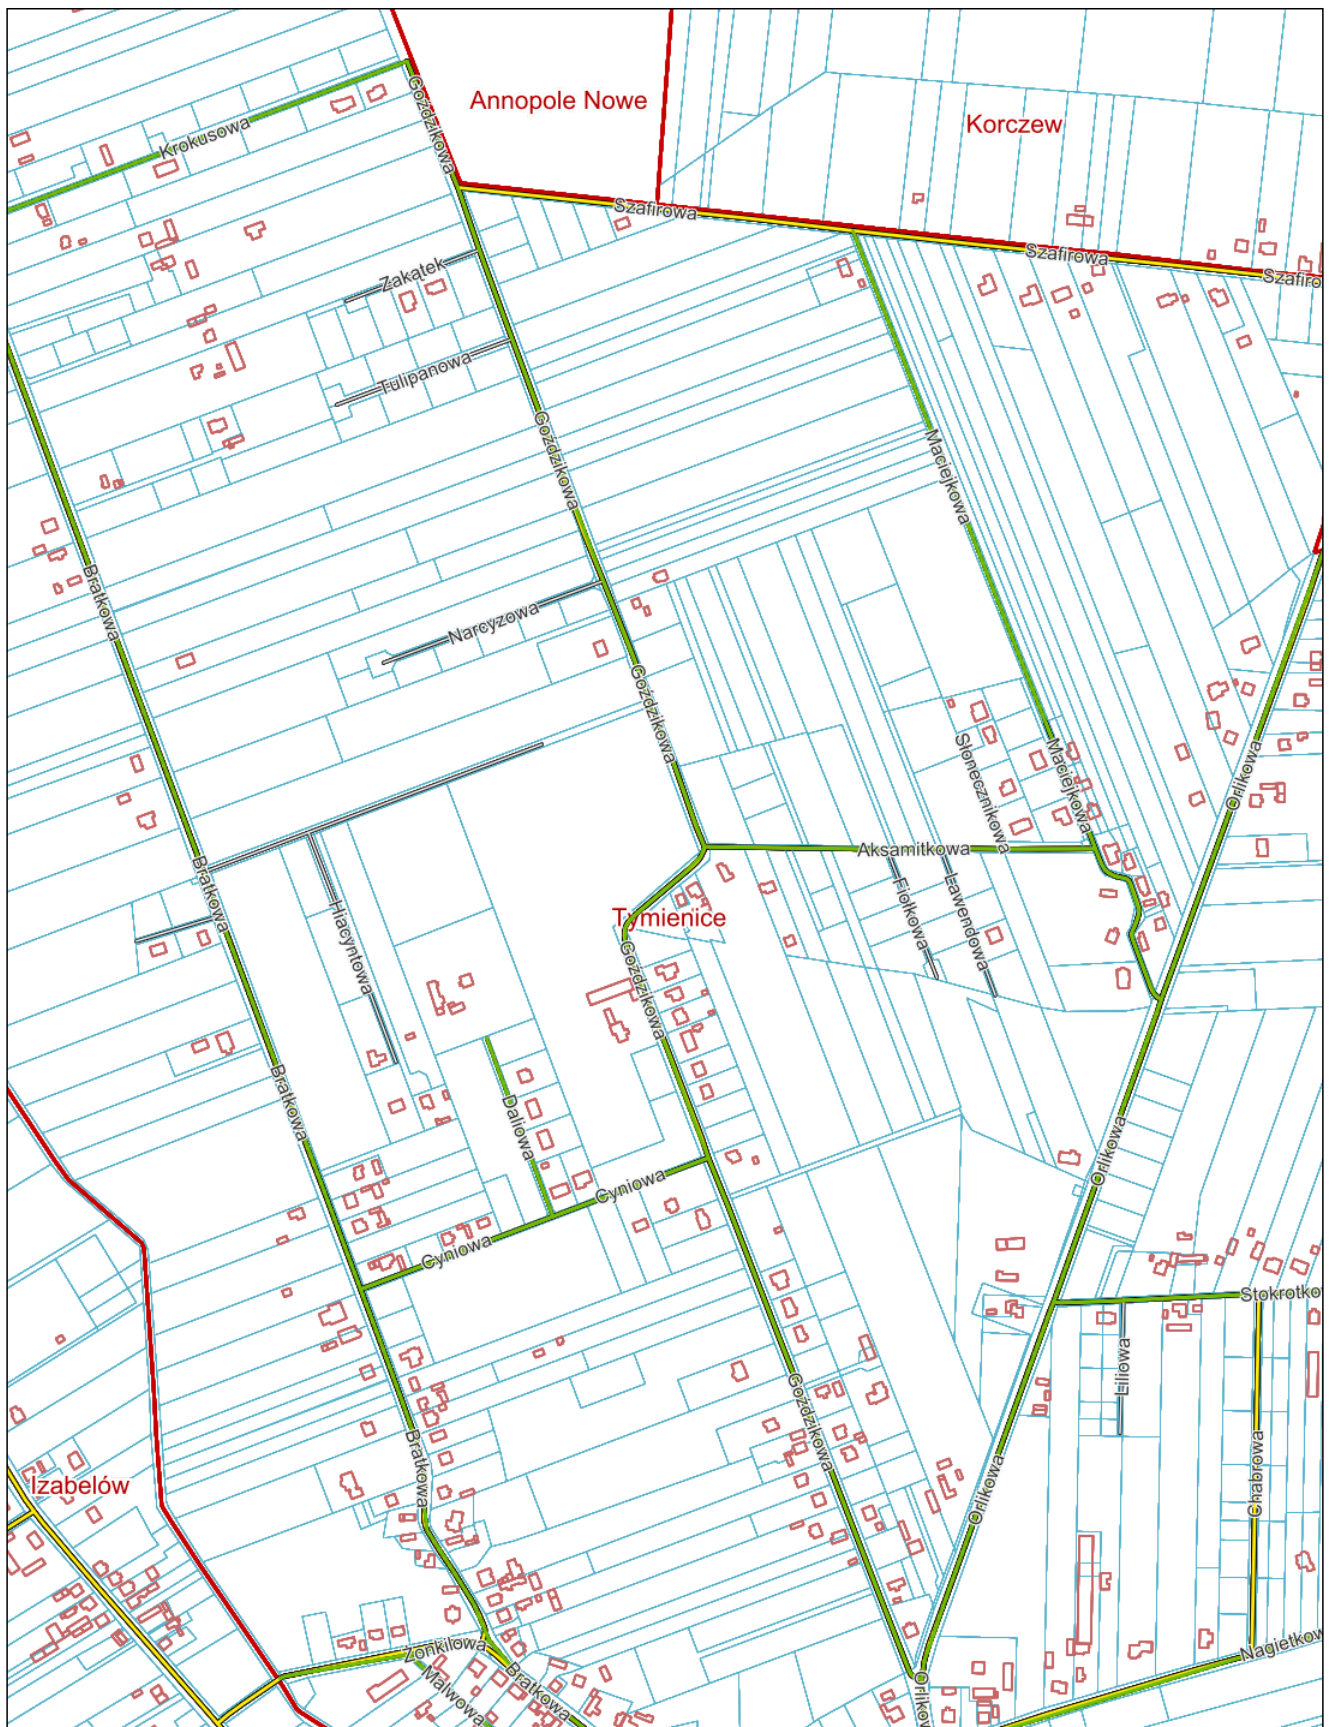 Annopole Nowe
Korczew
Goździkowa
Krokusowa
Szafirowa
Szafirowa
Szafiro
Zakątek
Tulipanowa
Goździkowa
Maciejkowa
Bratkowa
Narcyzowa
Goździkowa
Słonecznikowa
Maciejkowa
Orlikowa
Aksamitkowa
Bratkowa
Fiołkowa
Lawendowa
Hiacyntowa
Tymienice
Goździkowa
Bratkowa
Daliowa
Orlikowa
Cyniowa
Cyniowa
Stokrotko
Liliowa
Goździkowa
Bratkowa
Chabrowa
Izabelów
Orlikowa
Żonkilowa
Nagietkow
Malwowa
Bratkowa
Orlikow